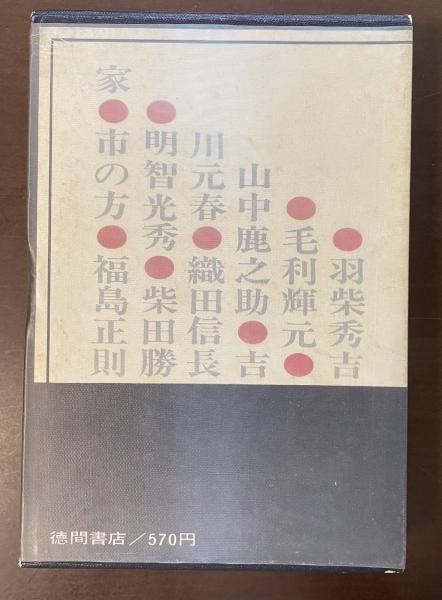 ●羽柴秀吉
●毛利輝元●
山中鹿之助●吉
川元春●織田信長
●明智光秀●柴田勝
家●市の方●福島正則
徳間書店/570円